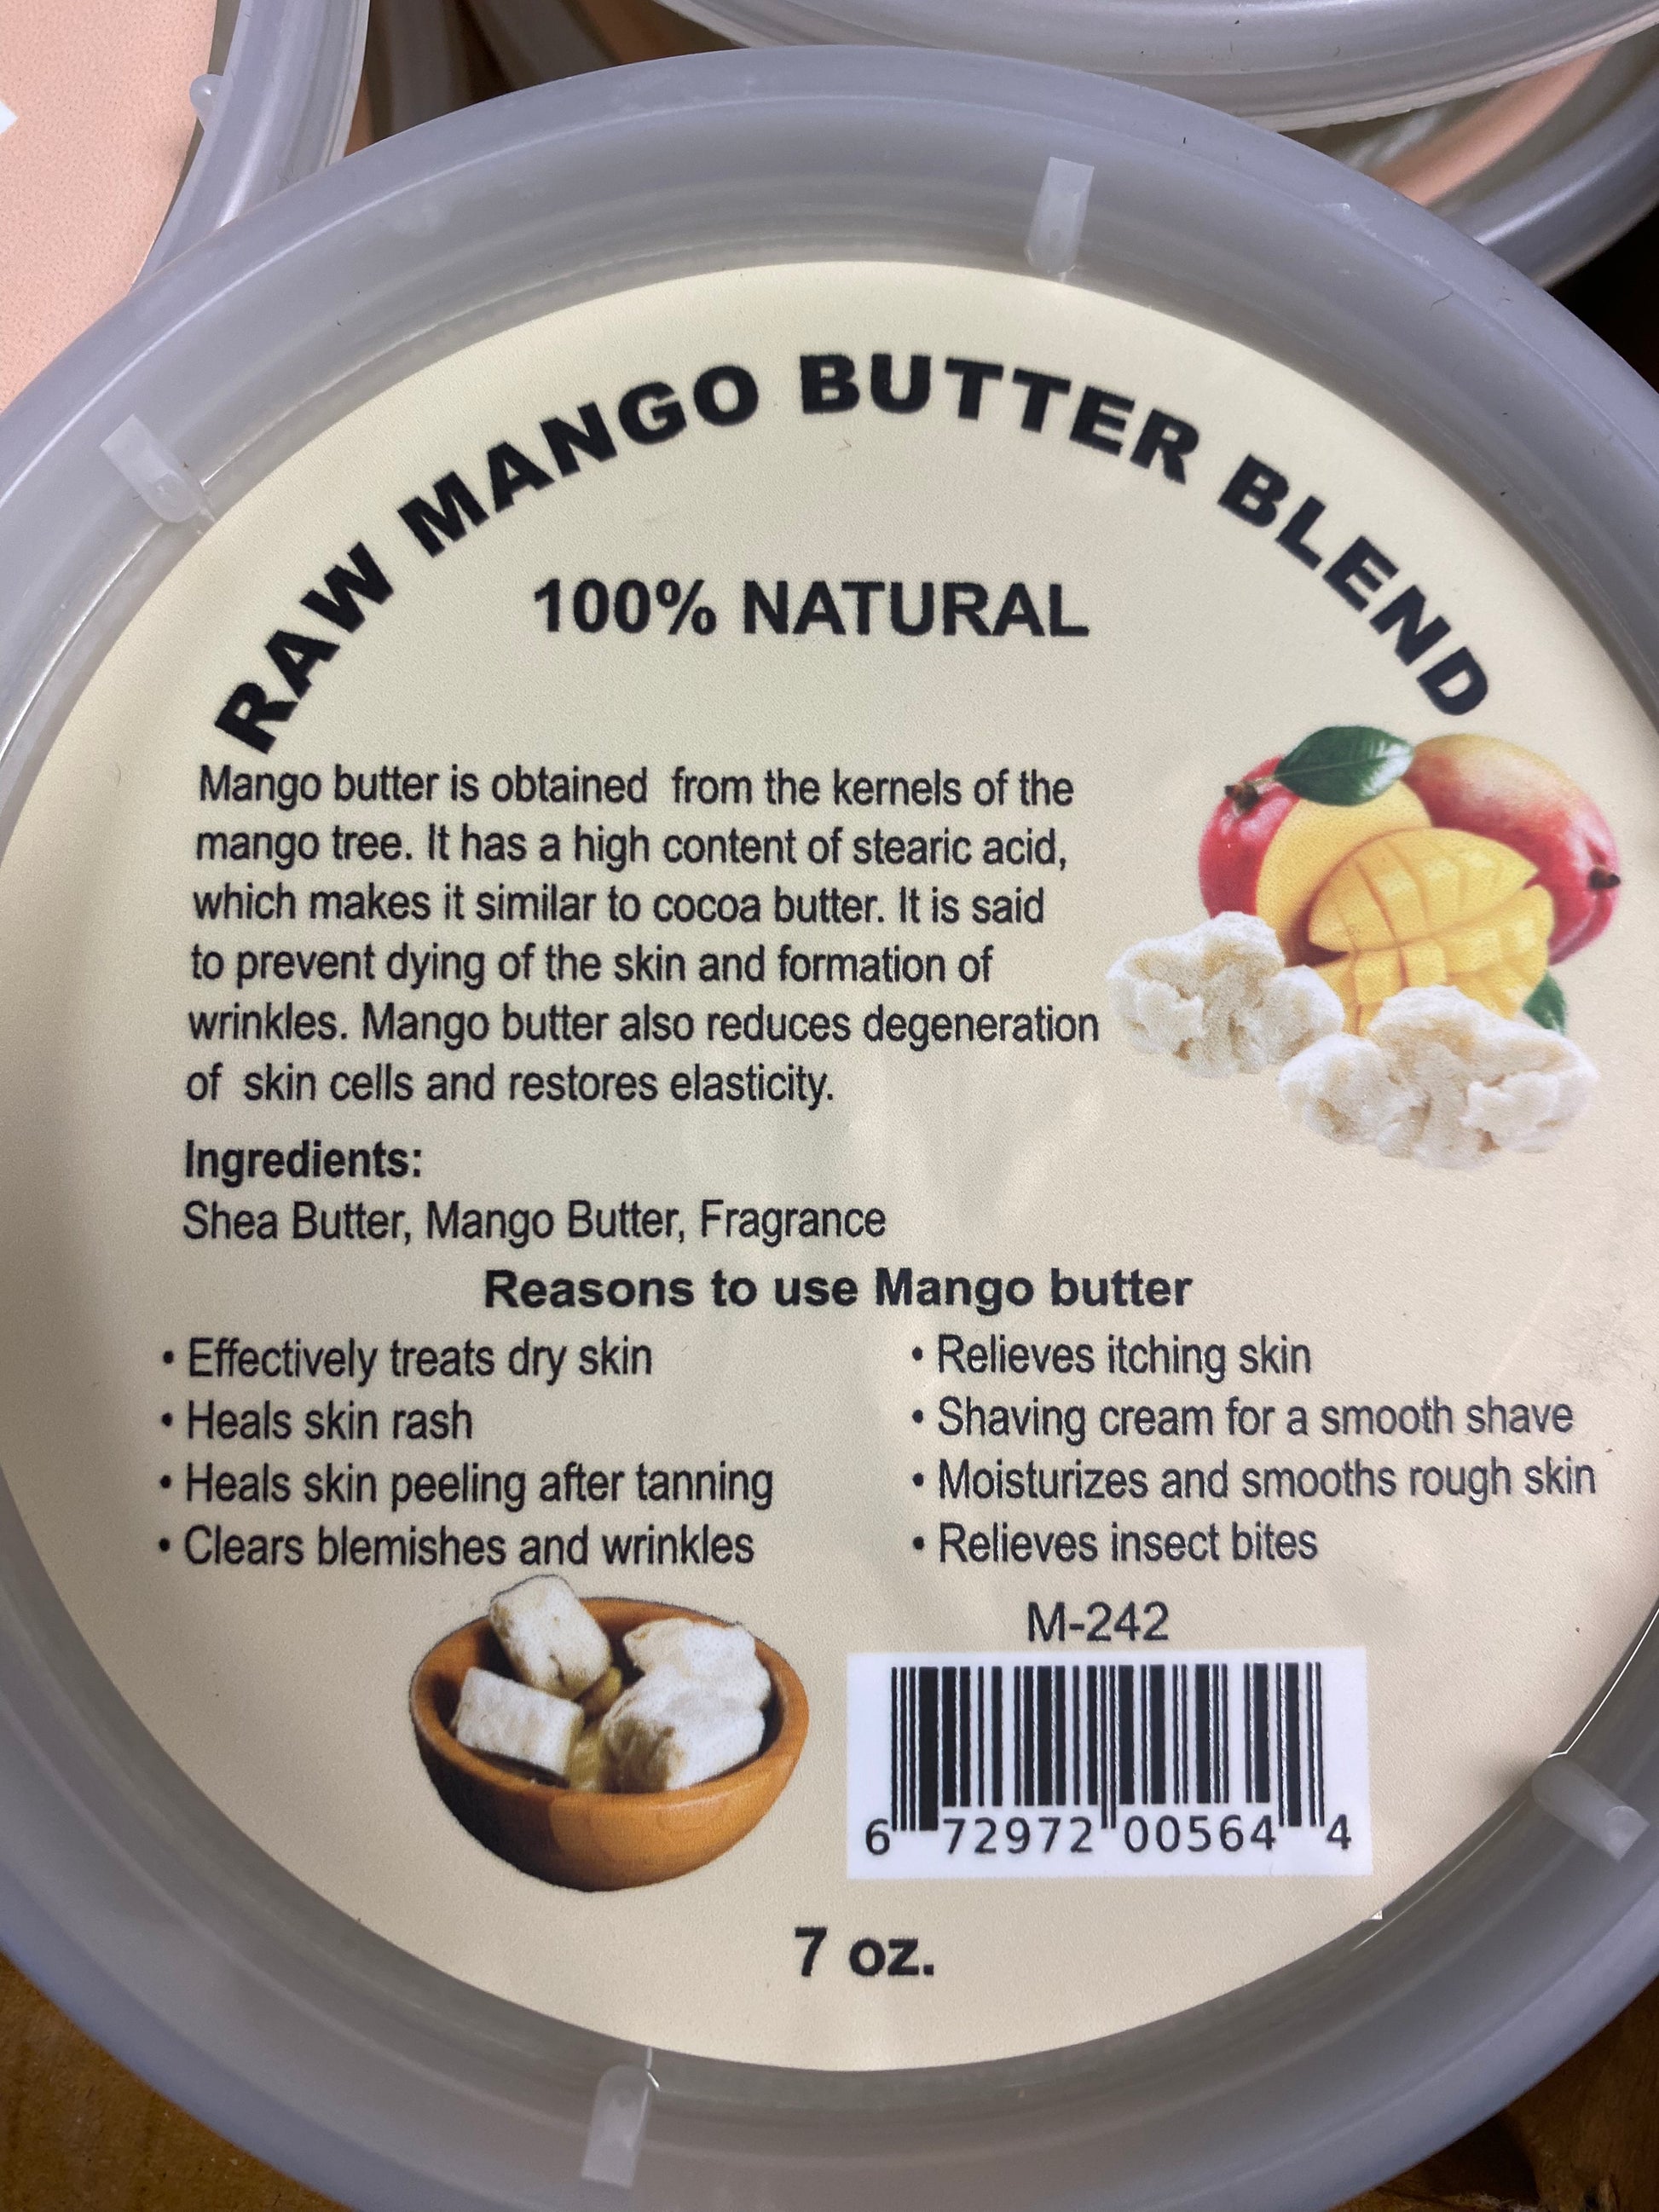 RAW MANGO BUTTER BLEND
100% NATURAL
Mango butter is obtained from the kernels of the
mango tree. It has a high content of stearic acid,
which makes it similar to cocoa butter. It is said
to prevent dying of the skin and formation of
wrinkles. Mango butter also reduces degeneration
of skin cells and restores elasticity.
Ingredients:
Shea Butter, Mango Butter, Fragrance
Reasons to use Mango butter
• Effectively treats dry skin
• Heals skin rash
• Heals skin peeling after tanning
• Clears blemishes and wrinkles
• Relieves itching skin
• Shaving cream for a smooth shave
• Moisturizes and smooths rough skin
• Relieves insect bites
M-242
6 72972 00564 4
7 oz.